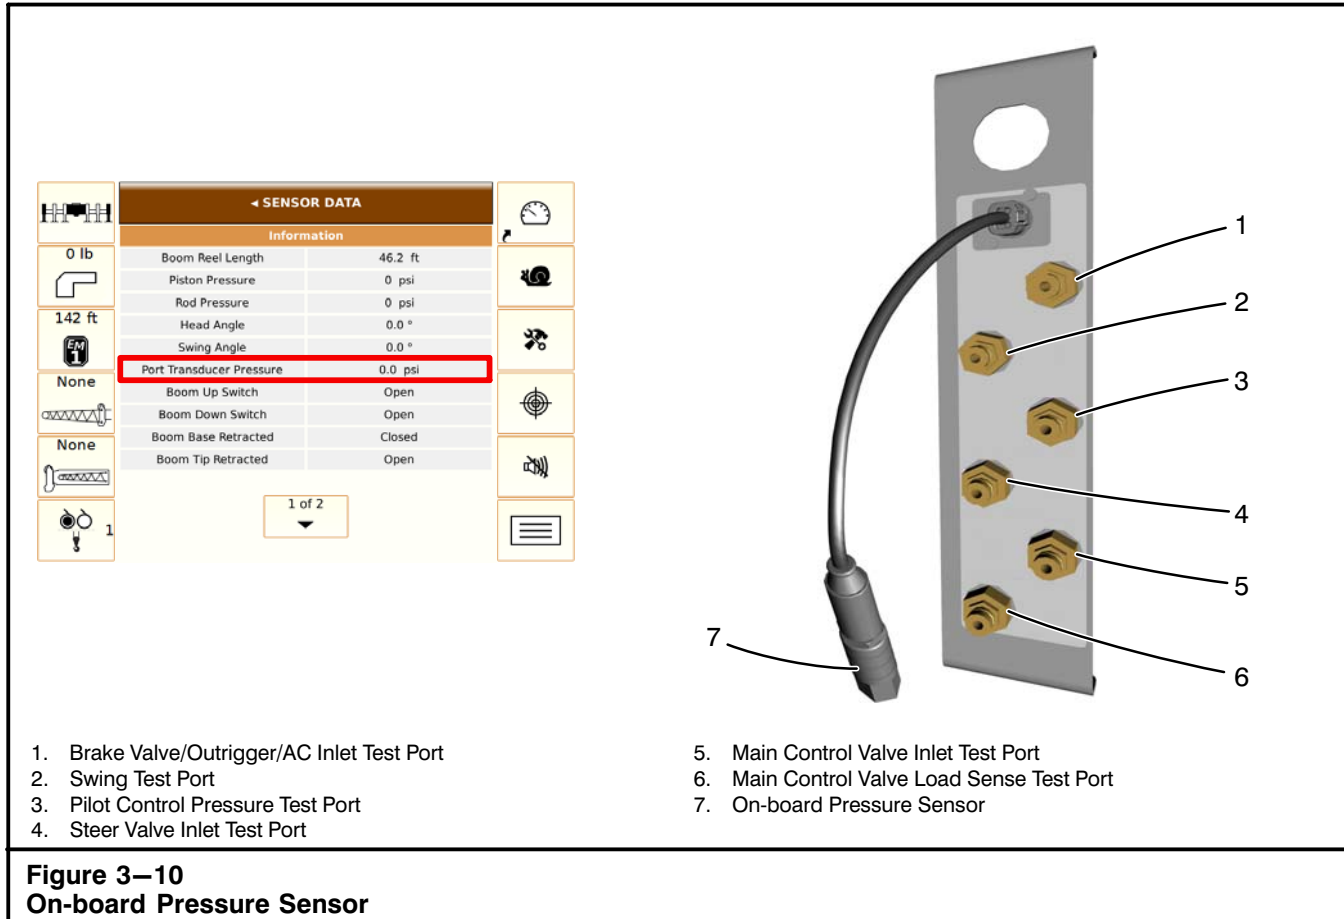 ◂ SENSOR DATA
Information
Boom Reel Length 46.2 ft
Piston Pressure 0 psi
Rod Pressure 0 psi
Head Angle 0.0 °
Swing Angle 0.0 °
Port Transducer Pressure 0.0 psi
Boom Up Switch Open
Boom Down Switch Open
Boom Base Retracted Closed
Boom Tip Retracted Open
1 of 2
0 lb
142 ft
EM
1
None
None
1
1
2
3
4
5
6
7
1. Brake Valve/Outrigger/AC Inlet Test Port
2. Swing Test Port
3. Pilot Control Pressure Test Port
4. Steer Valve Inlet Test Port
5. Main Control Valve Inlet Test Port
6. Main Control Valve Load Sense Test Port
7. On-board Pressure Sensor
Figure 3–10
On-board Pressure Sensor